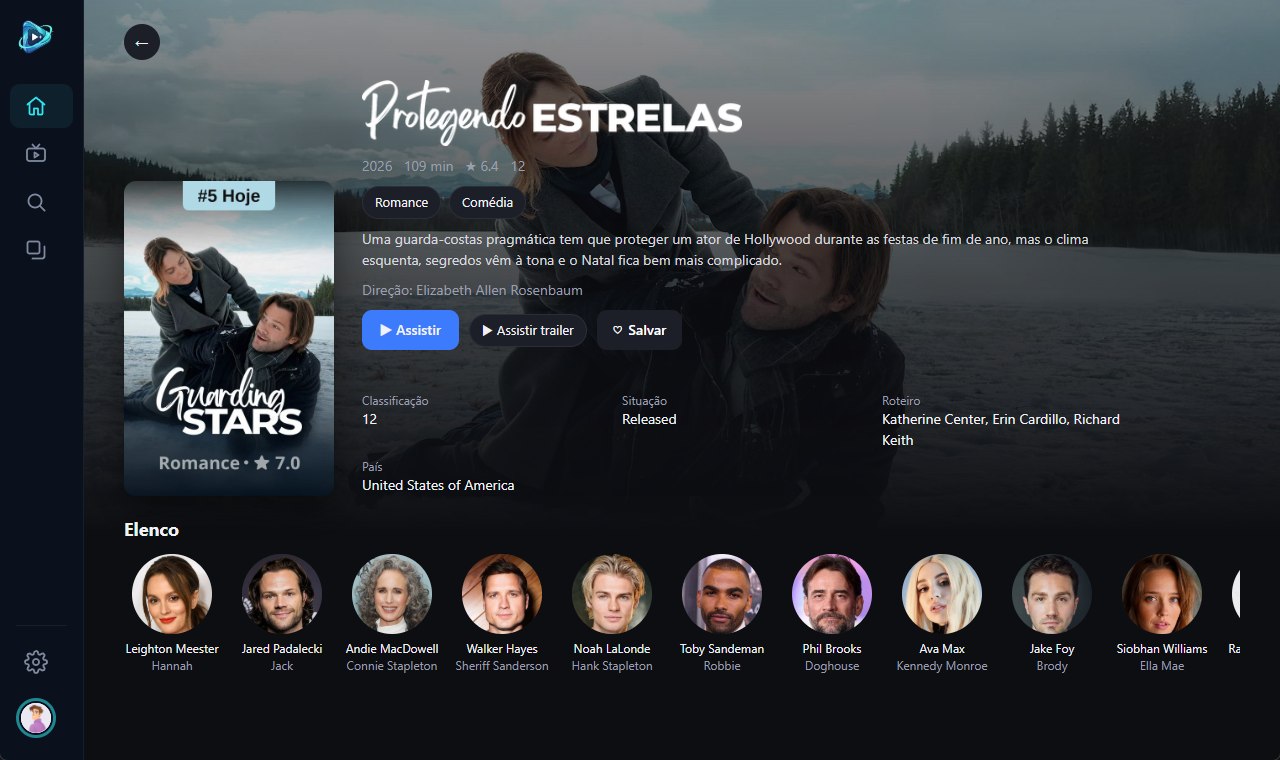 ←
Protegendo ESTRELAS
2026 109 min ★ 6.4 12
Romance Comédia
Uma guarda-costas pragmática tem que proteger um ator de Hollywood durante as festas de fim de ano, mas o clima
esquenta, segredos vêm à tona e o Natal fica bem mais complicado.
Direção: Elizabeth Allen Rosenbaum
▶ Assistir ▶ Assistir trailer ♡ Salvar
Classificação
12
Situação
Released
Roteiro
Katherine Center, Erin Cardillo, Richard
Keith
País
United States of America
#5 Hoje
Guarding
STARS
Romance • ★ 7.0
Elenco
Leighton Meester
Hannah
Jared Padalecki
Jack
Andie MacDowell
Connie Stapleton
Walker Hayes
Sheriff Sanderson
Noah LaLonde
Hank Stapleton
Toby Sandeman
Robbie
Phil Brooks
Doghouse
Ava Max
Kennedy Monroe
Jake Foy
Brody
Siobhan Williams
Ella Mae
Ra